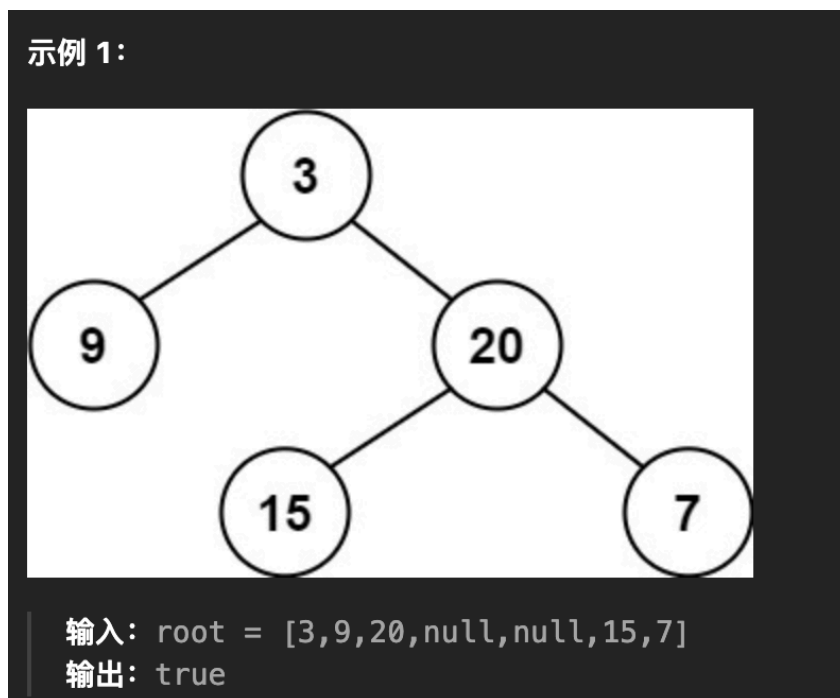 示例 1：
3
9
20
15
7
输入：root = [3,9,20,null,null,15,7]
输出：true